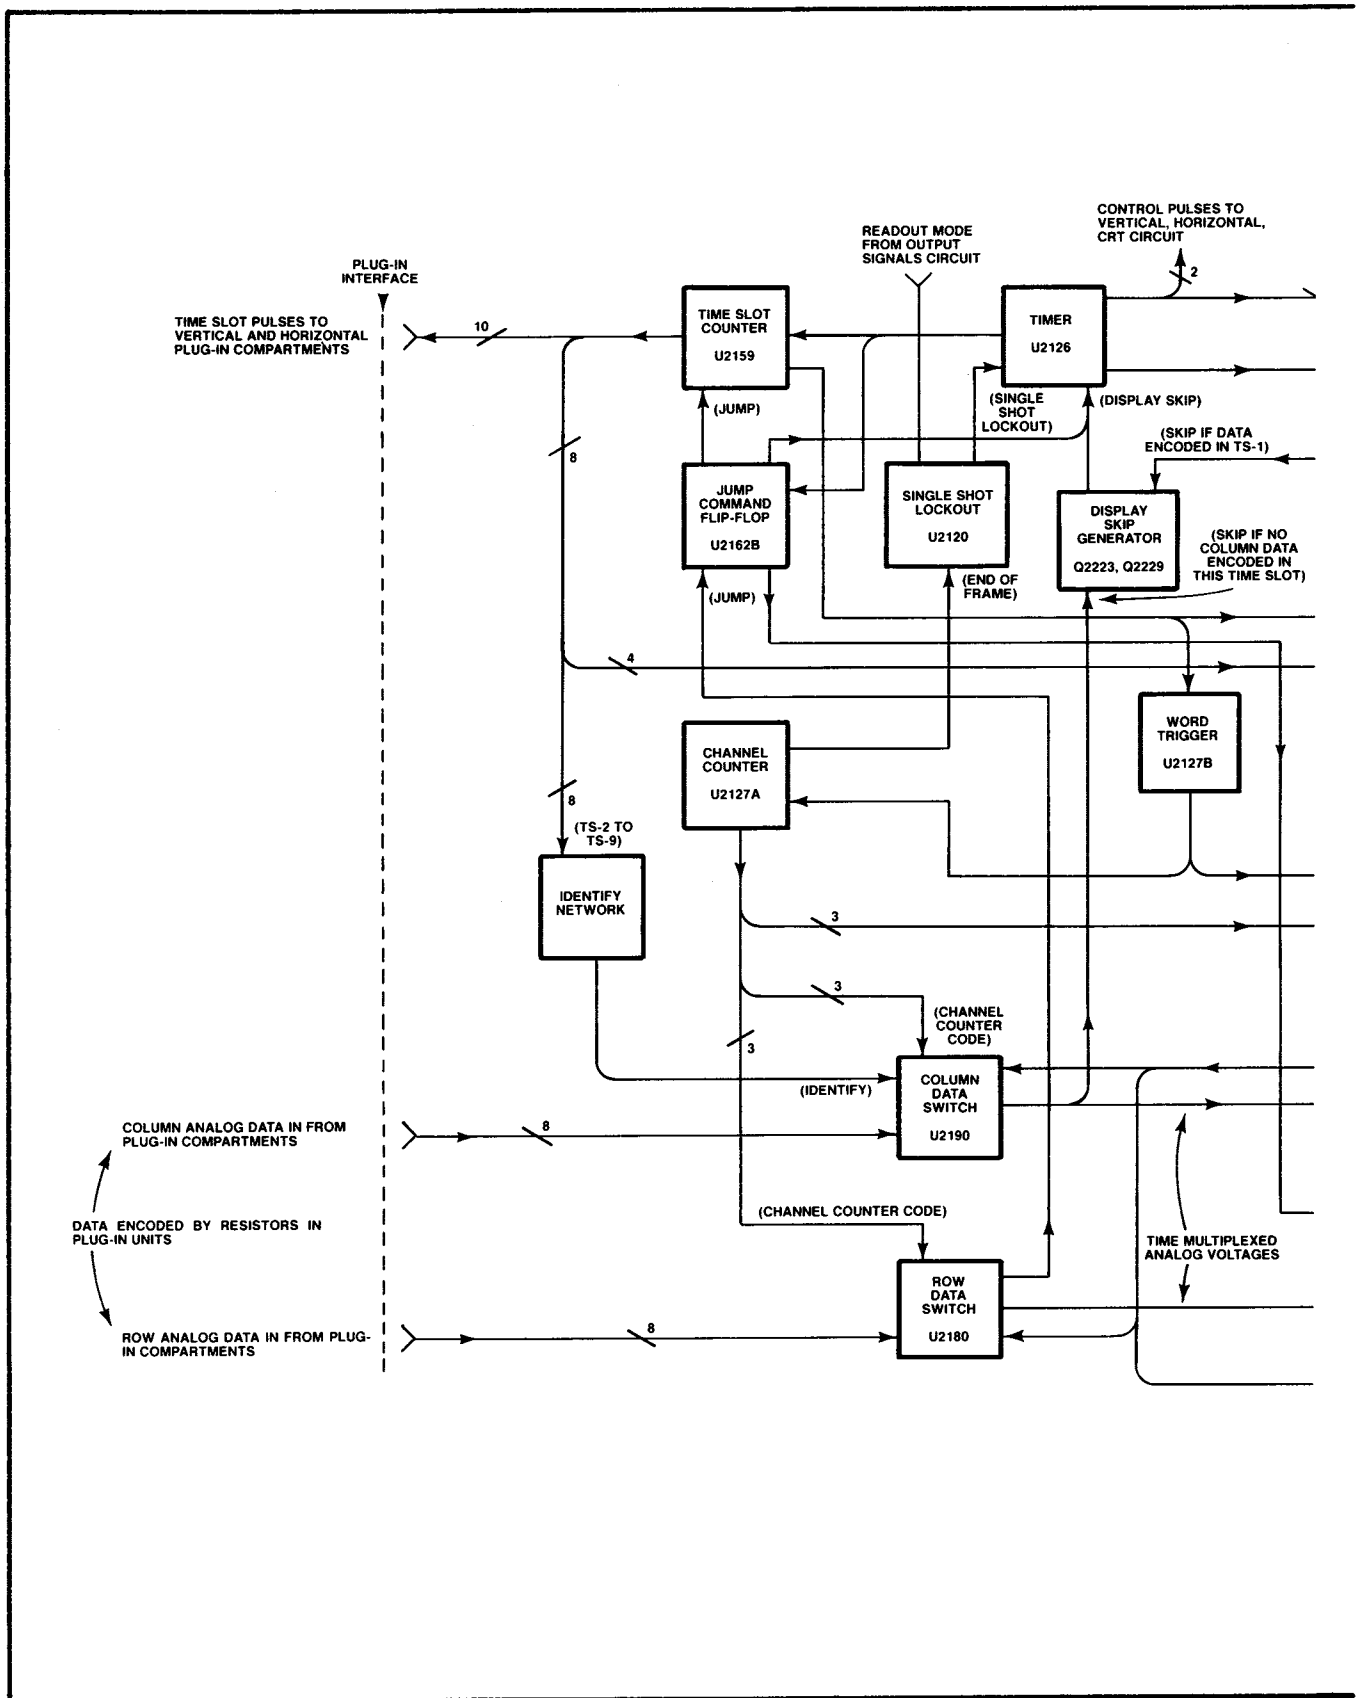 CONTROL PULSES TO
VERTICAL, HORIZONTAL,
CRT CIRCUIT
2
READOUT MODE
FROM OUTPUT
SIGNALS CIRCUIT
PLUG-IN
INTERFACE
TIME SLOT PULSES TO
VERTICAL AND HORIZONTAL
PLUG-IN COMPARTMENTS
10
TIME SLOT
COUNTER
U2159
TIMER
U2126
(JUMP)
(SINGLE
SHOT
LOCKOUT)
(DISPLAY SKIP)
(SKIP IF DATA
ENCODED IN TS-1)
8
JUMP
COMMAND
FLIP-FLOP
U2162B
SINGLE SHOT
LOCKOUT
U2120
DISPLAY
SKIP
GENERATOR
Q2223, Q2229
(SKIP IF NO
COLUMN DATA
ENCODED IN
THIS TIME SLOT)
(JUMP)
(END OF
FRAME)
4
WORD
TRIGGER
U2127B
CHANNEL
COUNTER
U2127A
8
(TS-2 TO
TS-9)
IDENTIFY
NETWORK
3
3
3
(CHANNEL
COUNTER
CODE)
(IDENTIFY)
COLUMN
DATA
SWITCH
U2190
COLUMN ANALOG DATA IN FROM
PLUG-IN COMPARTMENTS
8
DATA ENCODED BY RESISTORS IN
PLUG-IN UNITS
(CHANNEL COUNTER CODE)
TIME MULTIPLEXED
ANALOG VOLTAGES
ROW
DATA
SWITCH
U2180
ROW ANALOG DATA IN FROM PLUG-
IN COMPARTMENTS
8